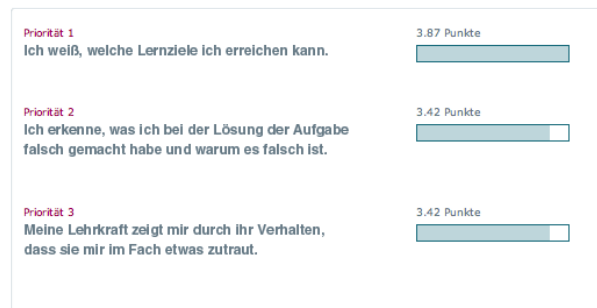 Priorität 1
Ich weiß, welche Lernziele ich erreichen kann.
3.87 Punkte
Priorität 2
Ich erkenne, was ich bei der Lösung der Aufgabe
falsch gemacht habe und warum es falsch ist.
3.42 Punkte
Priorität 3
Meine Lehrkraft zeigt mir durch ihr Verhalten,
dass sie mir im Fach etwas zutraut.
3.42 Punkte